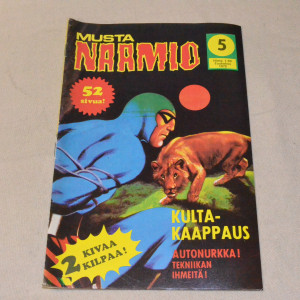 MUSTA
NAAMIO
5
52
sivua!
2 KIVAA
KILPAA!
KULTA-
KAAPPAUS
AUTONURKKA!
TEKNIIKAN
IHMEITÄ!